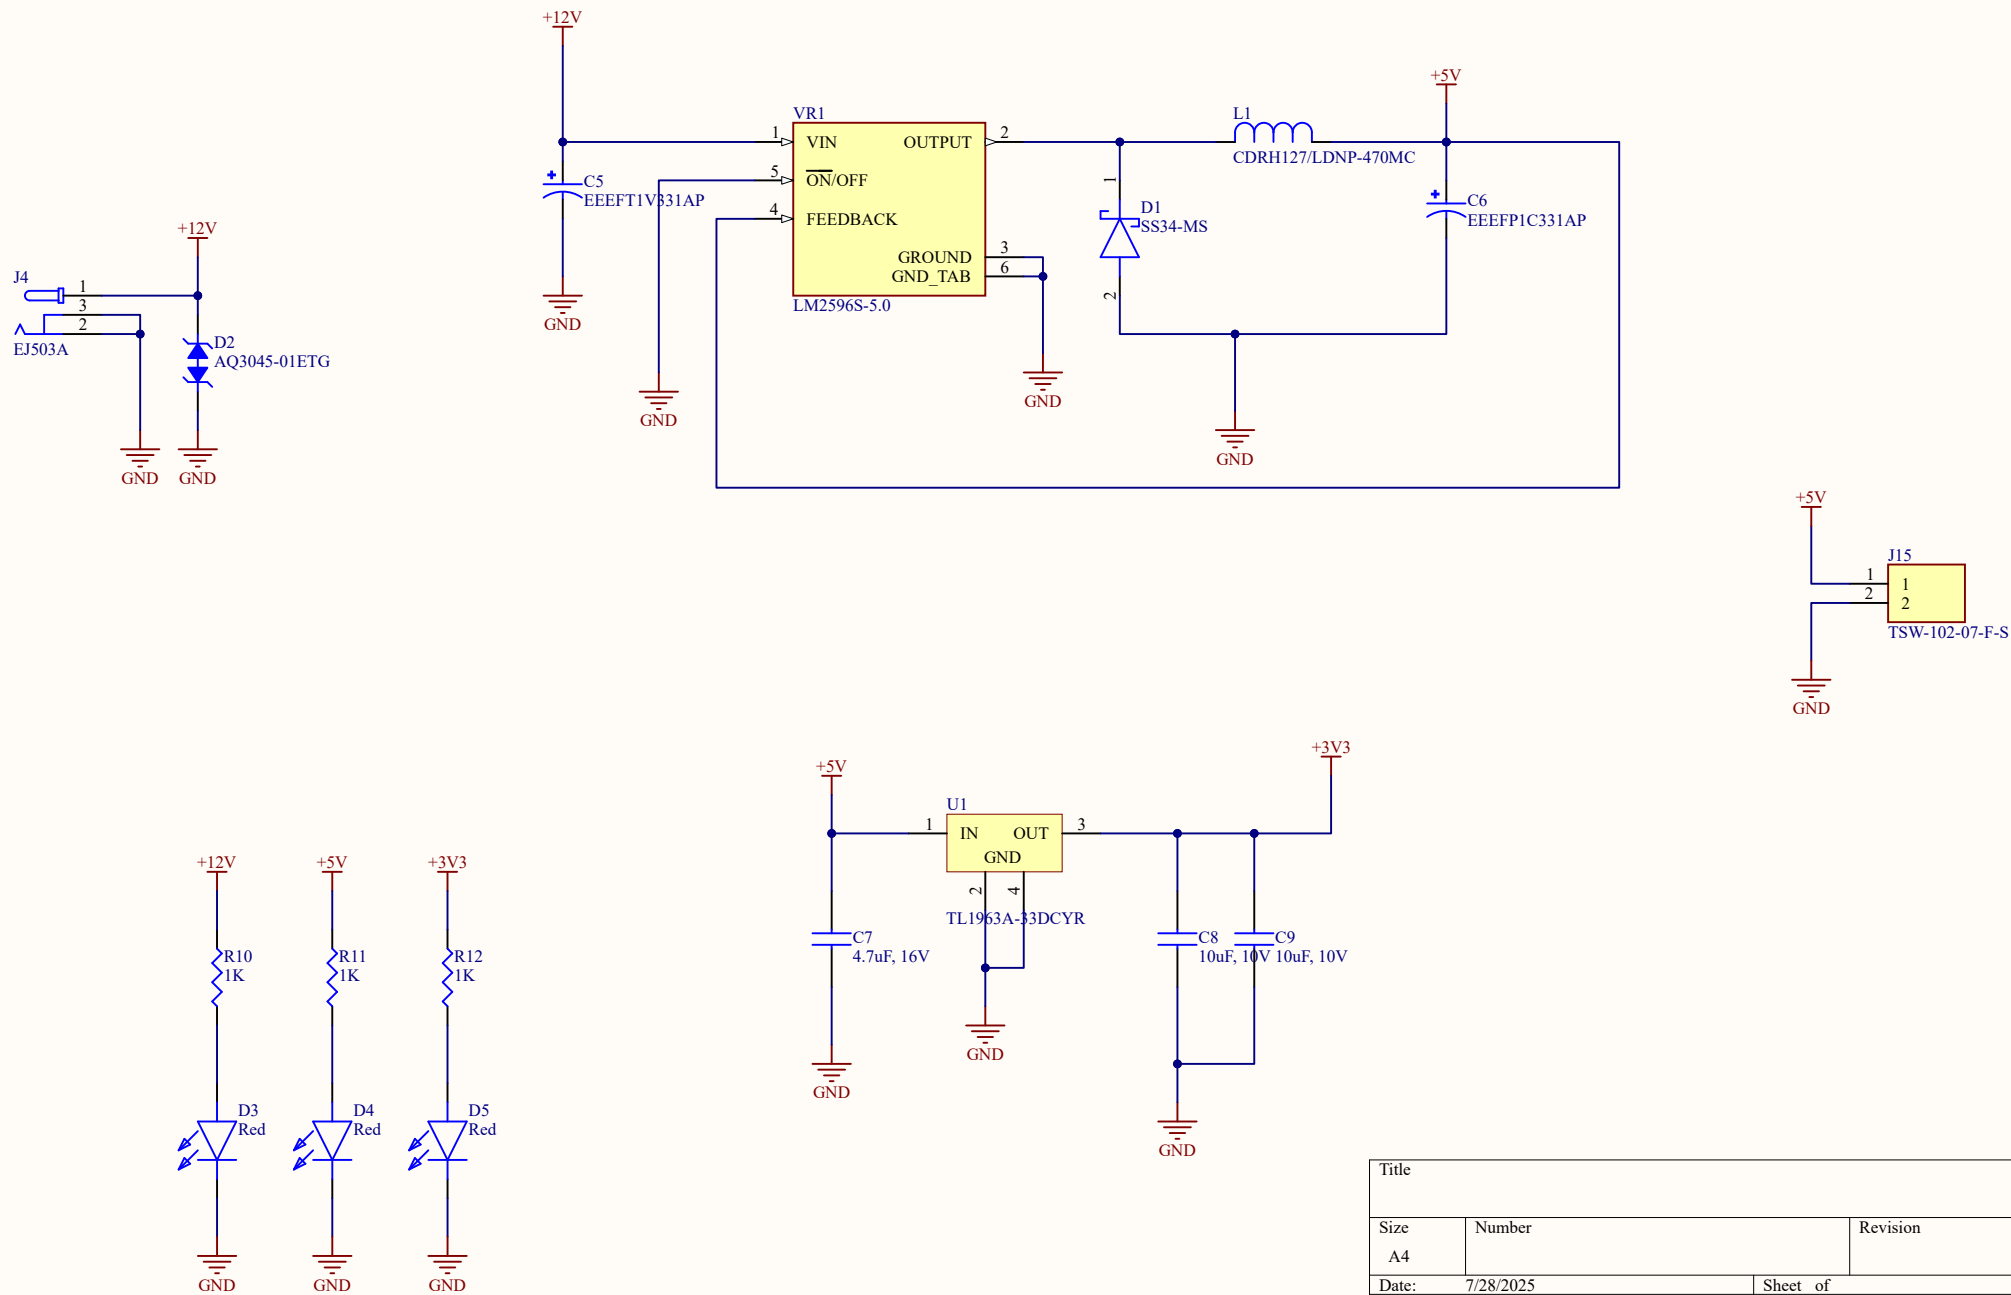 +12V
+5V
VR1
1
VIN
OUTPUT
2
5
ON/OFF
4
FEEDBACK
GROUND
3
GND_TAB
6
LM2596S-5.0
L1
CDRH127/LDNP-470MC
C5
EEEFT1V331AP
GND
GND
GND
1
D1
SS34-MS
2
C6
EEEFP1C331AP
GND
+12V
J4
1
3
2
EJ503A
D2
AQ3045-01ETG
GND
GND
+5V
J15
1
1
2
2
TSW-102-07-F-S
GND
+5V
+3V3
U1
1
IN
OUT
3
GND
2
4
TL1963A-33DCYR
C7
4.7uF, 16V
C8
10uF, 10V
C9
10uF, 10V
GND
GND
GND
+12V
+5V
+3V3
R10
1K
R11
1K
R12
1K
D3
Red
D4
Red
D5
Red
GND
GND
GND
Title
Size
Number
Revision
A4
Date:
7/28/2025
Sheet of